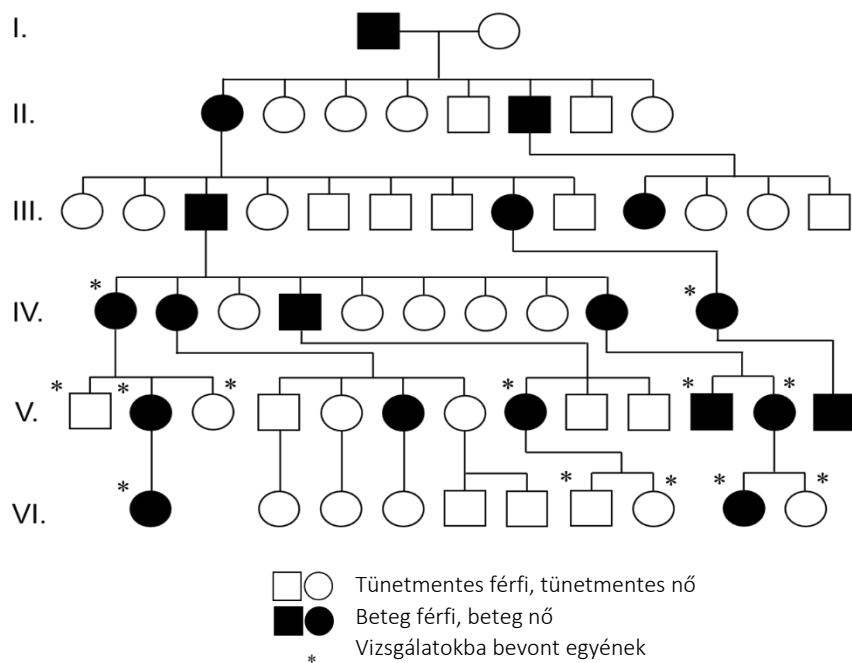 I.
II.
III.
* *
IV.
* * * * * *
V.
* * * * *
VI.
Tünetmentes férfi, tünetmentes nő
Beteg férfi, beteg nő
* Vizsgálatokba bevont egyének